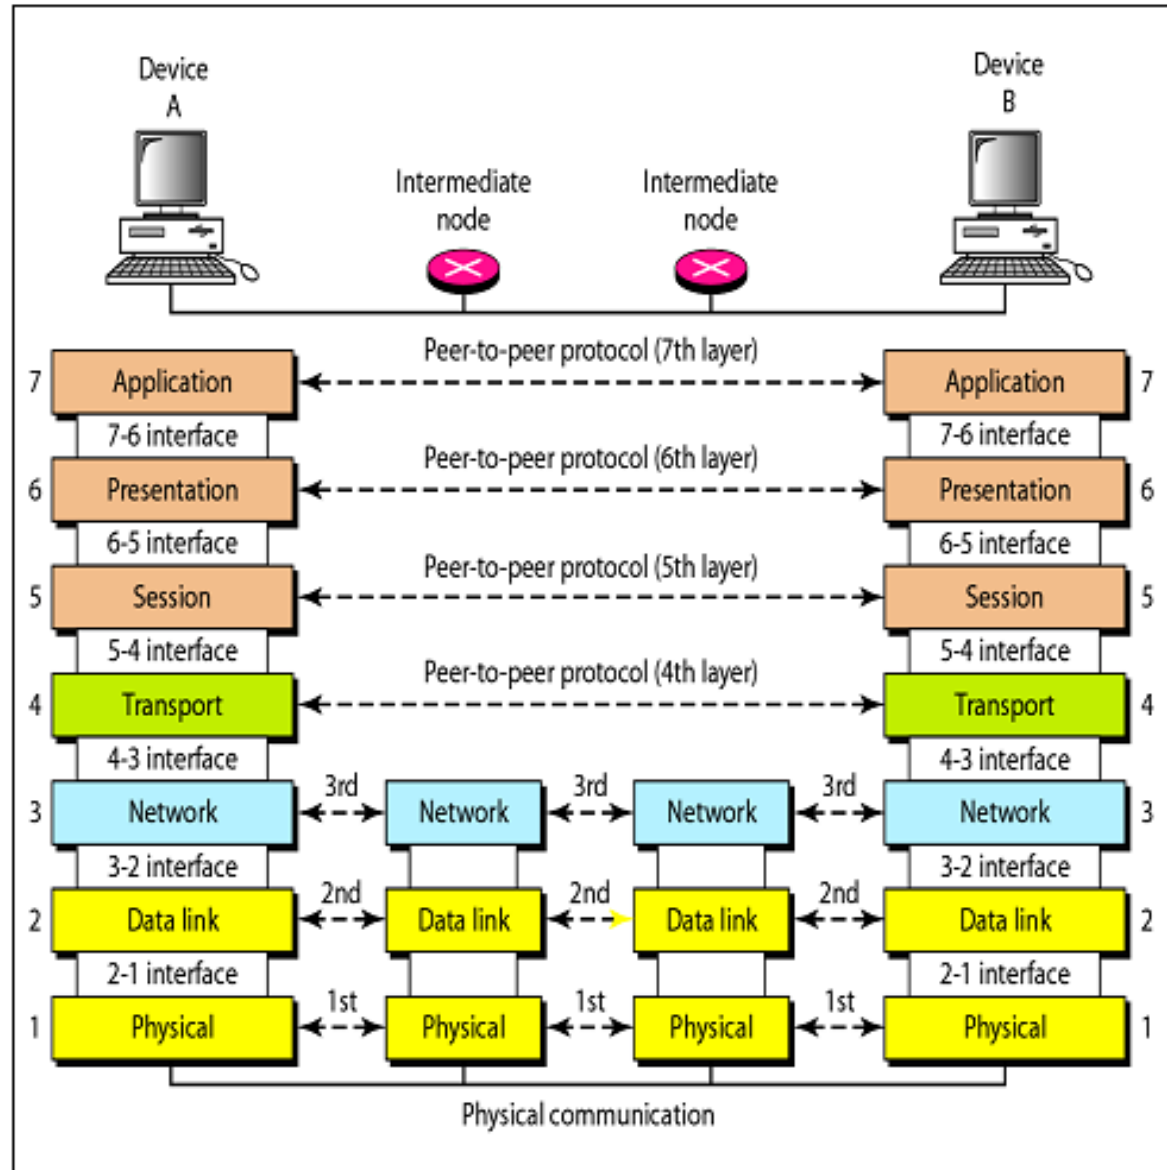 Device
A
Device
B
Intermediate
node
Intermediate
node
Peer-to-peer protocol (7th layer)
7 Application Application 7
7-6 interface 7-6 interface
Peer-to-peer protocol (6th layer)
6 Presentation Presentation 6
6-5 interface 6-5 interface
Peer-to-peer protocol (5th layer)
5 Session Session 5
5-4 interface 5-4 interface
Peer-to-peer protocol (4th layer)
4 Transport Transport 4
4-3 interface 4-3 interface
3rd 3rd 3rd
3 Network Network Network Network 3
3-2 interface 3-2 interface
2nd 2nd 2nd
2 Data link Data link Data link Data link 2
2-1 interface 2-1 interface
1st 1st 1st
1 Physical Physical Physical Physical 1
Physical communication